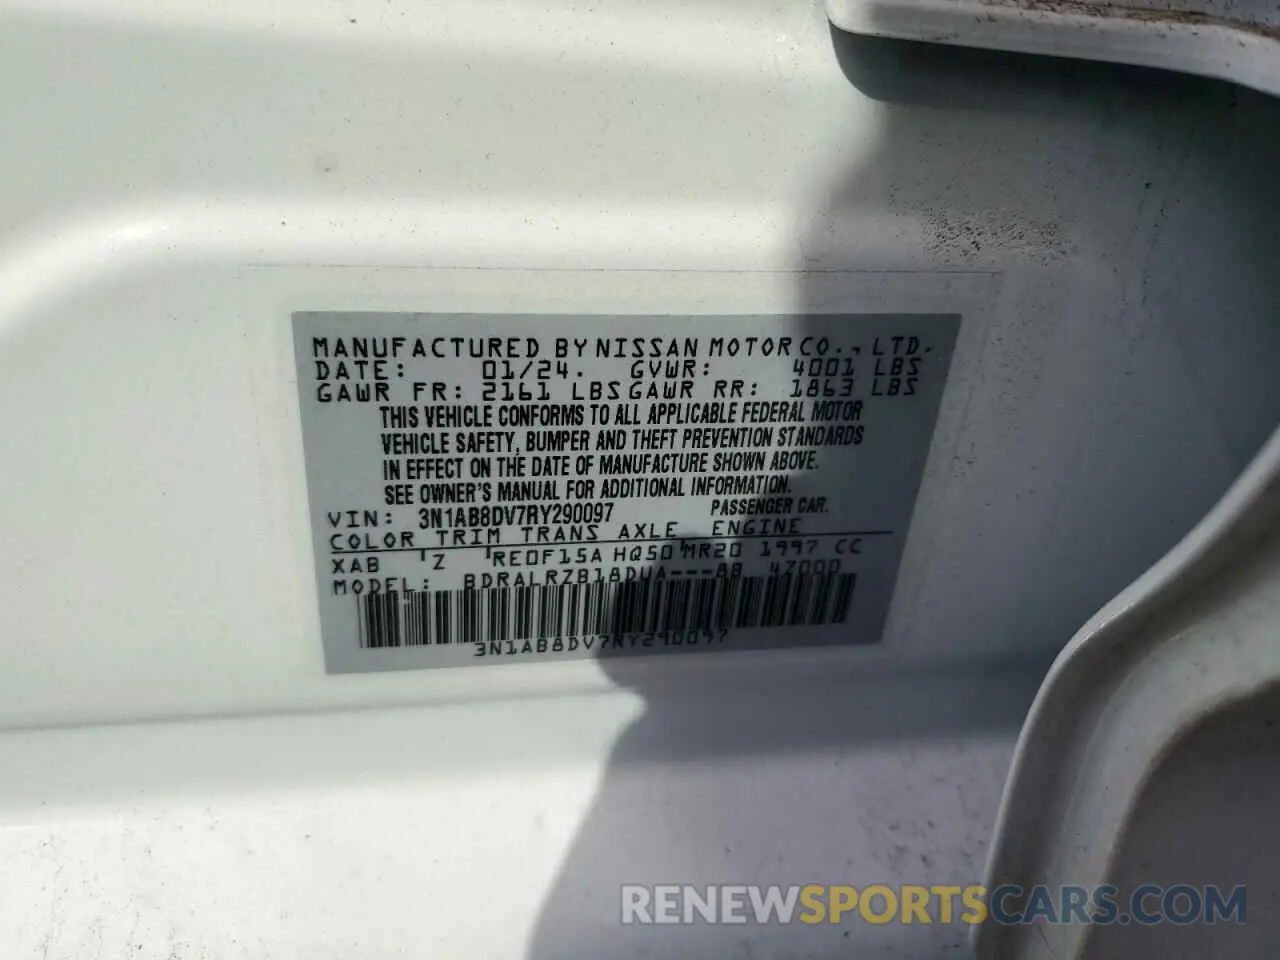 MANUFACTURED BY NISSAN MOTOR CO., LTD.
DATE: 01/24. GVWR: 4001 LBS
GAWR FR: 2161 LBS GAWR RR: 1863 LBS
THIS VEHICLE CONFORMS TO ALL APPLICABLE FEDERAL MOTOR
VEHICLE SAFETY, BUMPER AND THEFT PREVENTION STANDARDS
IN EFFECT ON THE DATE OF MANUFACTURE SHOWN ABOVE.
SEE OWNER'S MANUAL FOR ADDITIONAL INFORMATION.
VIN: 3N1AB8DV7RY290097 PASSENGER CAR.
COLOR TRIM TRANS AXLE ENGINE
XAB Z RE0F15A HQ50 MR20 1997 CC
MODEL: BDRALRZB18DUA---BB 4Z000
3N1AB8DV7RY290097
RENEWSPORTSCARS.COM